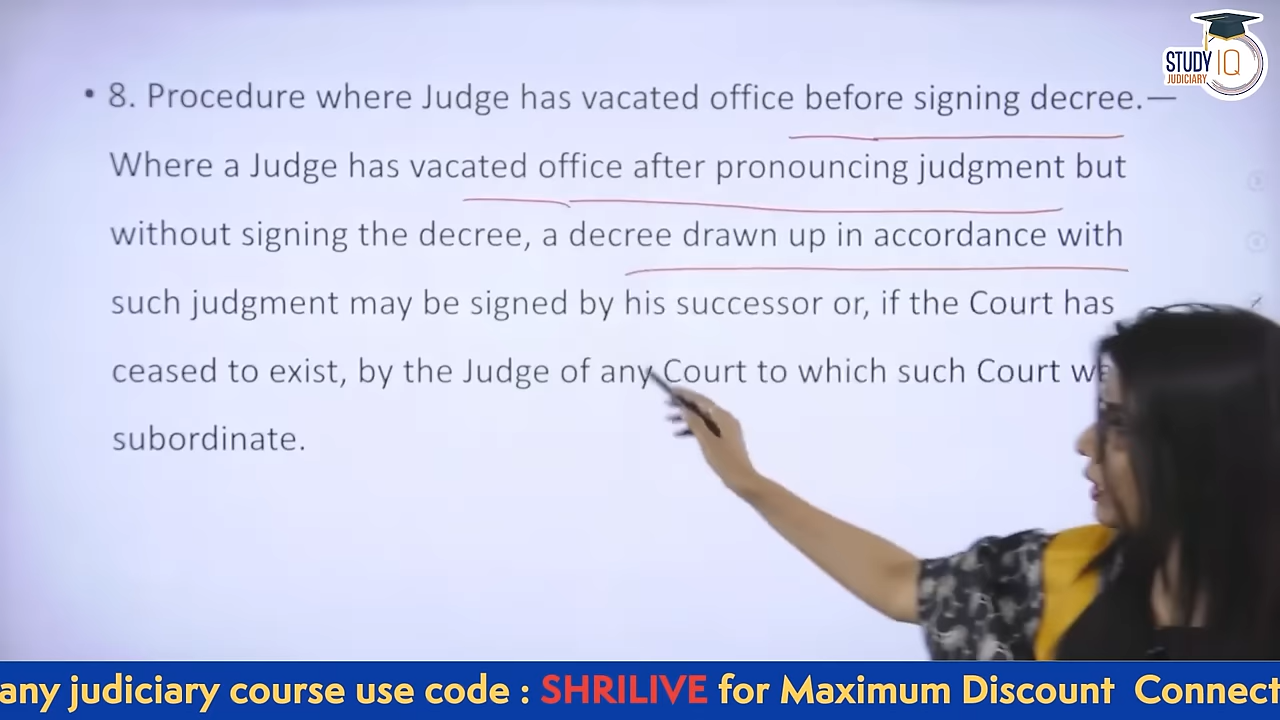 STUDY IQ
JUDICIARY
• 8. Procedure where Judge has vacated office before signing decree.—
Where a Judge has vacated office after pronouncing judgment but
without signing the decree, a decree drawn up in accordance with
such judgment may be signed by his successor or, if the Court has
ceased to exist, by the Judge of any Court to which such Court
subordinate.
any judiciary course use code : SHRILIVE for Maximum Discount Connect